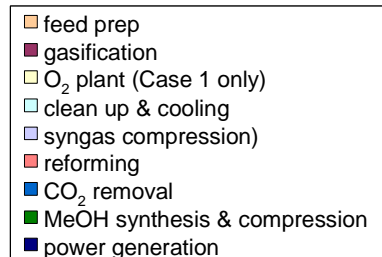 feed prep
gasification
O₂ plant (Case 1 only)
clean up & cooling
syngas compression)
reforming
CO₂ removal
MeOH synthesis & compression
power generation